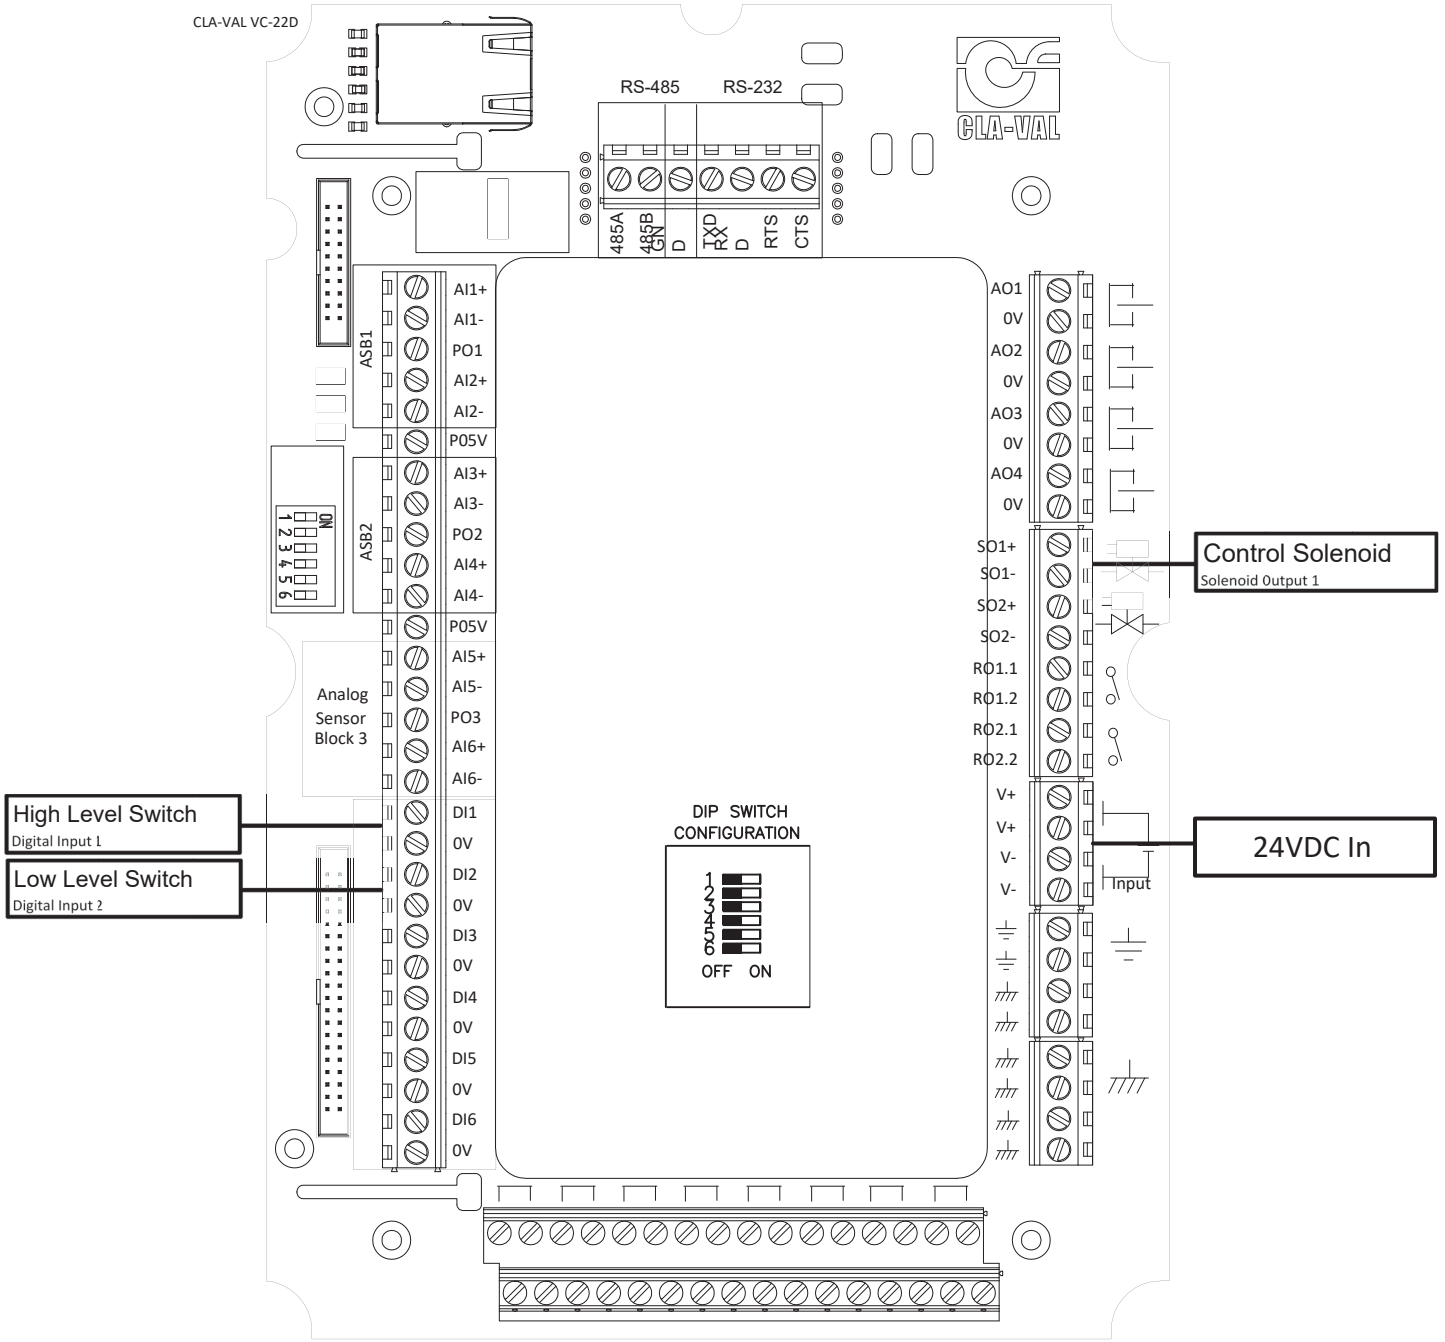 CLA-VAL VC-22D
RS-485 RS-232
CLA-VAL
485A
485B
GN
D
TXD
RX
D
RTS
CTS
ASB1
AI1+
AI1-
PO1
AI2+
AI2-
P05V
ASB2
AI3+
AI3-
PO2
AI4+
AI4-
P05V
ON
1
2
3
4
5
6
Analog
Sensor
Block 3
AI5+
AI5-
PO3
AI6+
AI6-
High Level Switch
Digital Input 1
Low Level Switch
Digital Input 2
DI1
0V
DI2
0V
DI3
0V
DI4
0V
DI5
0V
DI6
0V
DIP SWITCH
CONFIGURATION
1
2
3
4
5
6
OFF ON
AO1
0V
AO2
0V
AO3
0V
AO4
0V
SO1+
SO1-
SO2+
SO2-
RO1.1
RO1.2
RO2.1
RO2.2
Control Solenoid
Solenoid Output 1
V+
V+
V-
V-
Input
24VDC In